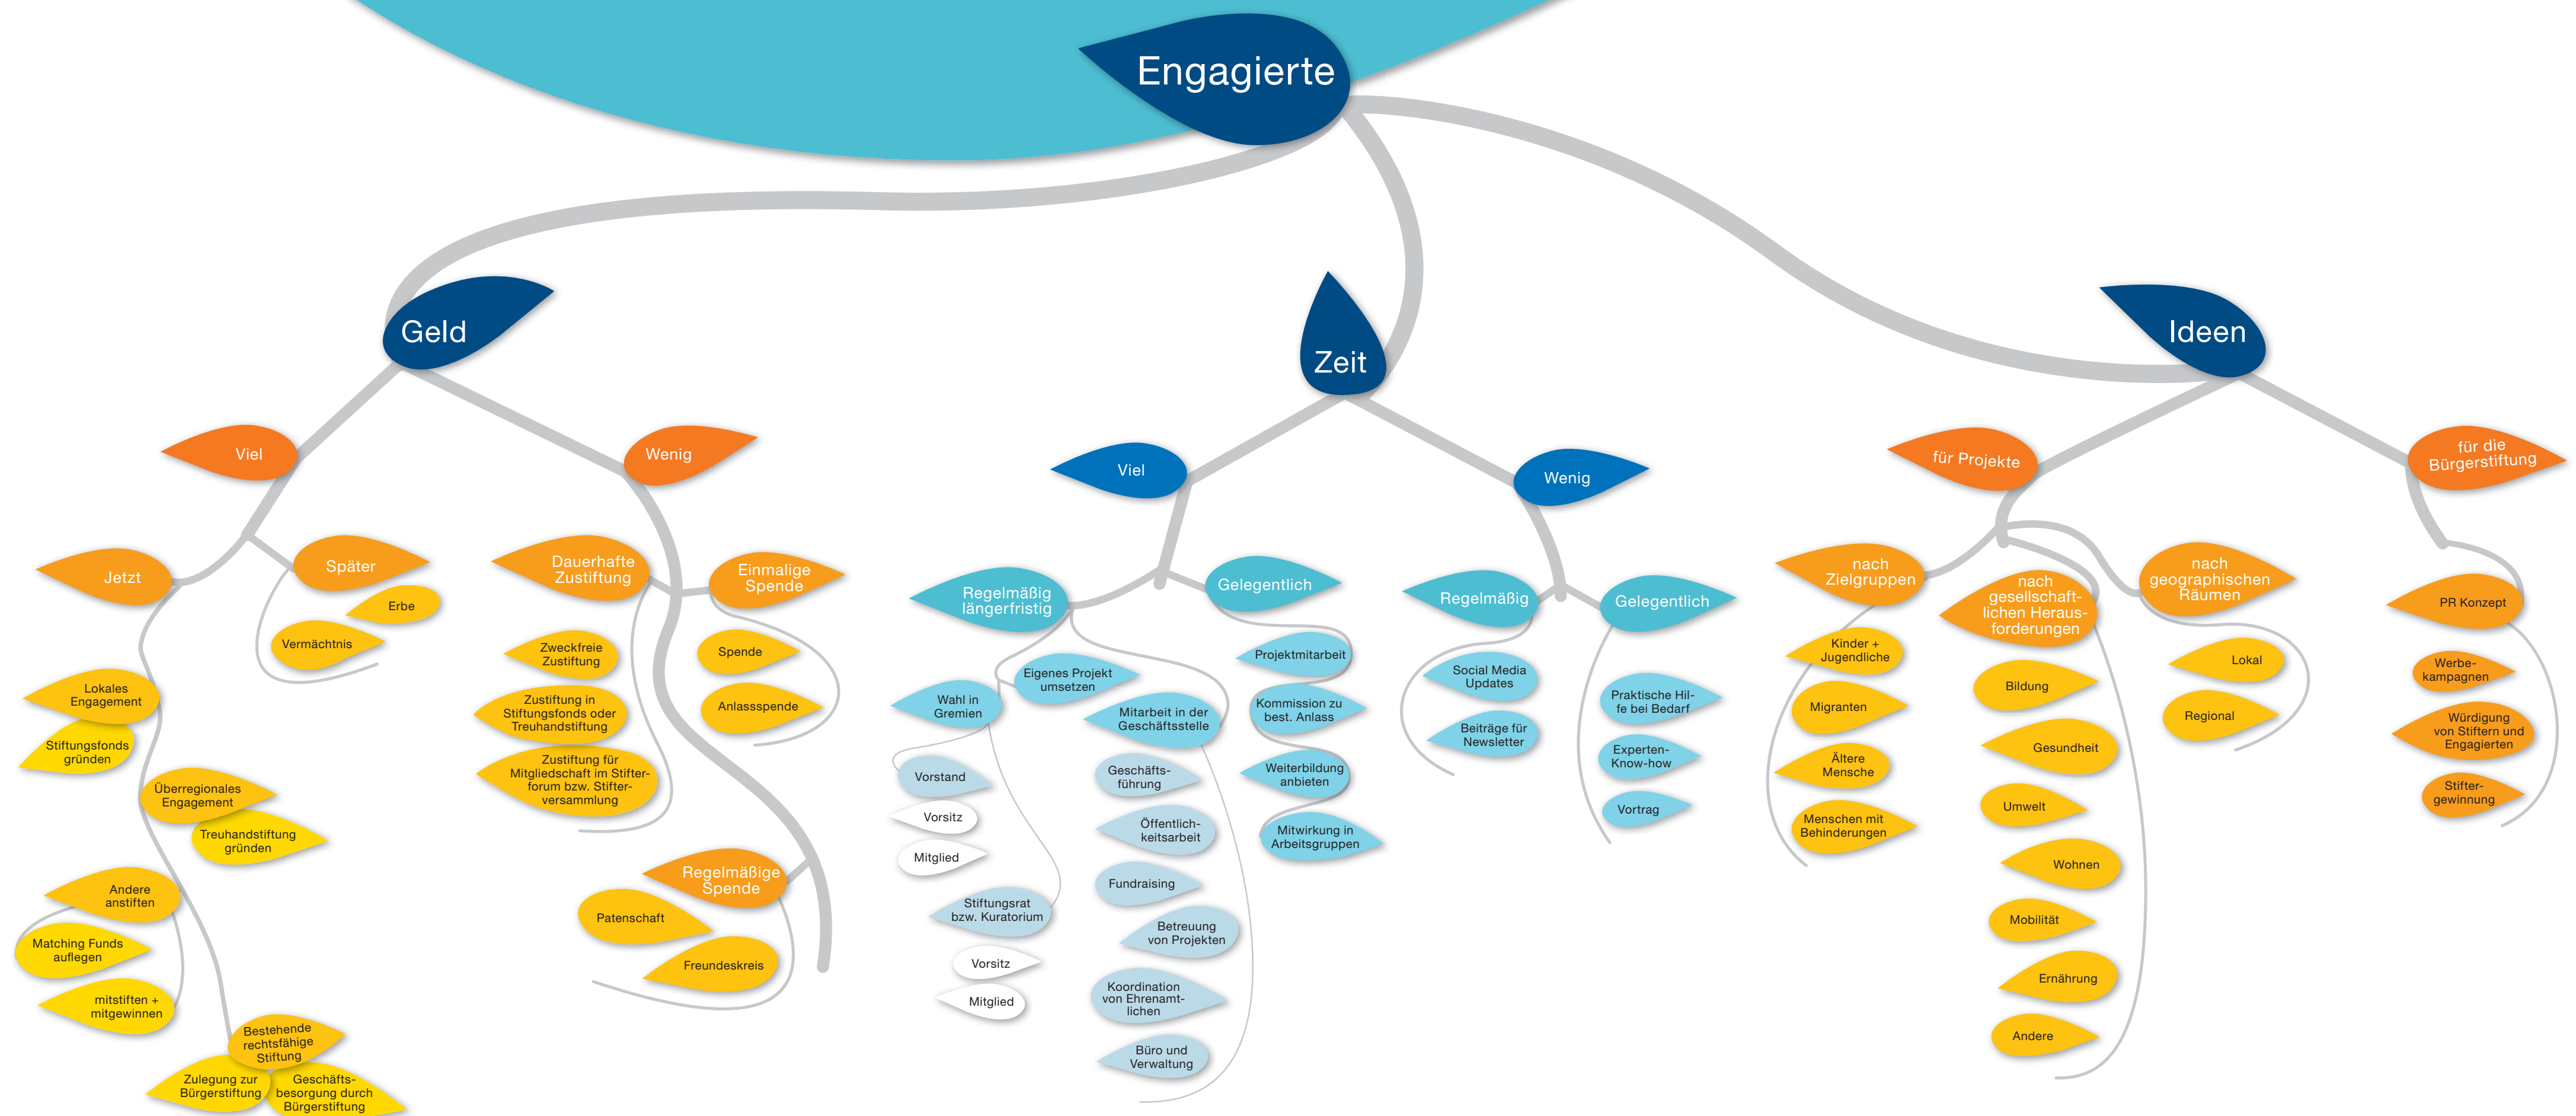 Engagierte
Geld
Viel
Jetzt
Lokales
Engagement
Stiftungsfonds
gründen
Überregionales
Engagement
Treuhandstiftung
gründen
Andere
anstiften
Matching Funds
auflegen
mitstiften +
mitgewinnen
Bestehende
rechtsfähige
Stiftung
Zulegung zur
Bürgerstiftung
Geschäfts-
besorgung durch
Bürgerstiftung
Später
Erbe
Vermächtnis
Wenig
Dauerhafte
Zustiftung
Zweckfreie
Zustiftung
Zustiftung in
Stiftungsfonds oder
Treuhandstiftung
Zustiftung für
Mitgliedschaft im Stifter-
forum bzw. Stifter-
versammlung
Einmalige
Spende
Spende
Anlassspende
Regelmäßige
Spende
Patenschaft
Freundeskreis
Zeit
Viel
Regelmäßig
längerfristig
Eigenes Projekt
umsetzen
Wahl in
Gremien
Vorstand
Vorsitz
Mitglied
Stiftungsrat
bzw. Kuratorium
Vorsitz
Mitglied
Mitarbeit in der
Geschäftsstelle
Geschäfts-
führung
Öffentlich-
keitsarbeit
Fundraising
Betreuung
von Projekten
Koordination
von Ehrenamt-
lichen
Büro und
Verwaltung
Gelegentlich
Projektmitarbeit
Kommission zu
best. Anlass
Weiterbildung
anbieten
Mitwirkung in
Arbeitsgruppen
Wenig
Regelmäßig
Social Media
Updates
Beiträge für
Newsletter
Gelegentlich
Praktische Hil-
fe bei Bedarf
Experten-
Know-how
Vortrag
Ideen
für Projekte
nach
Zielgruppen
Kinder +
Jugendliche
Migranten
Ältere
Mensche
Menschen mit
Behinderungen
nach
gesellschaft-
lichen Heraus-
forderungen
Bildung
Gesundheit
Umwelt
Wohnen
Mobilität
Ernährung
Andere
nach
geographischen
Räumen
Lokal
Regional
für die
Bürgerstiftung
PR Konzept
Werbe-
kampagnen
Würdigung
von Stiftern und
Engagierten
Stifter-
gewinnung